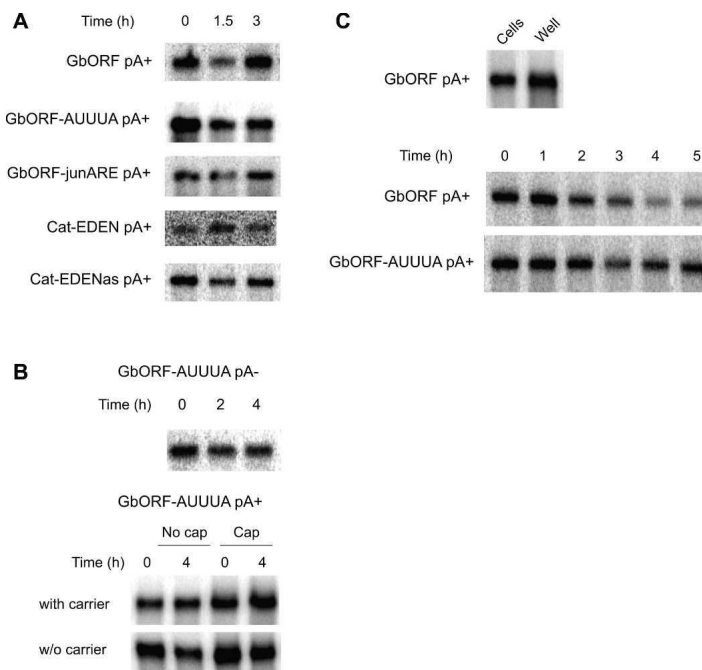 A
Time (h) 0 1.5 3
GbORF pA+
GbORF-AUUUA pA+
GbORF-junARE pA+
Cat-EDEN pA+
Cat-EDENas pA+
B
GbORF-AUUUA pA-
Time (h) 0 2 4
GbORF-AUUUA pA+
No cap Cap
Time (h) 0 4 0 4
with carrier
w/o carrier
C
Cells Well
GbORF pA+
Time (h) 0 1 2 3 4 5
GbORF pA+
GbORF-AUUUA pA+